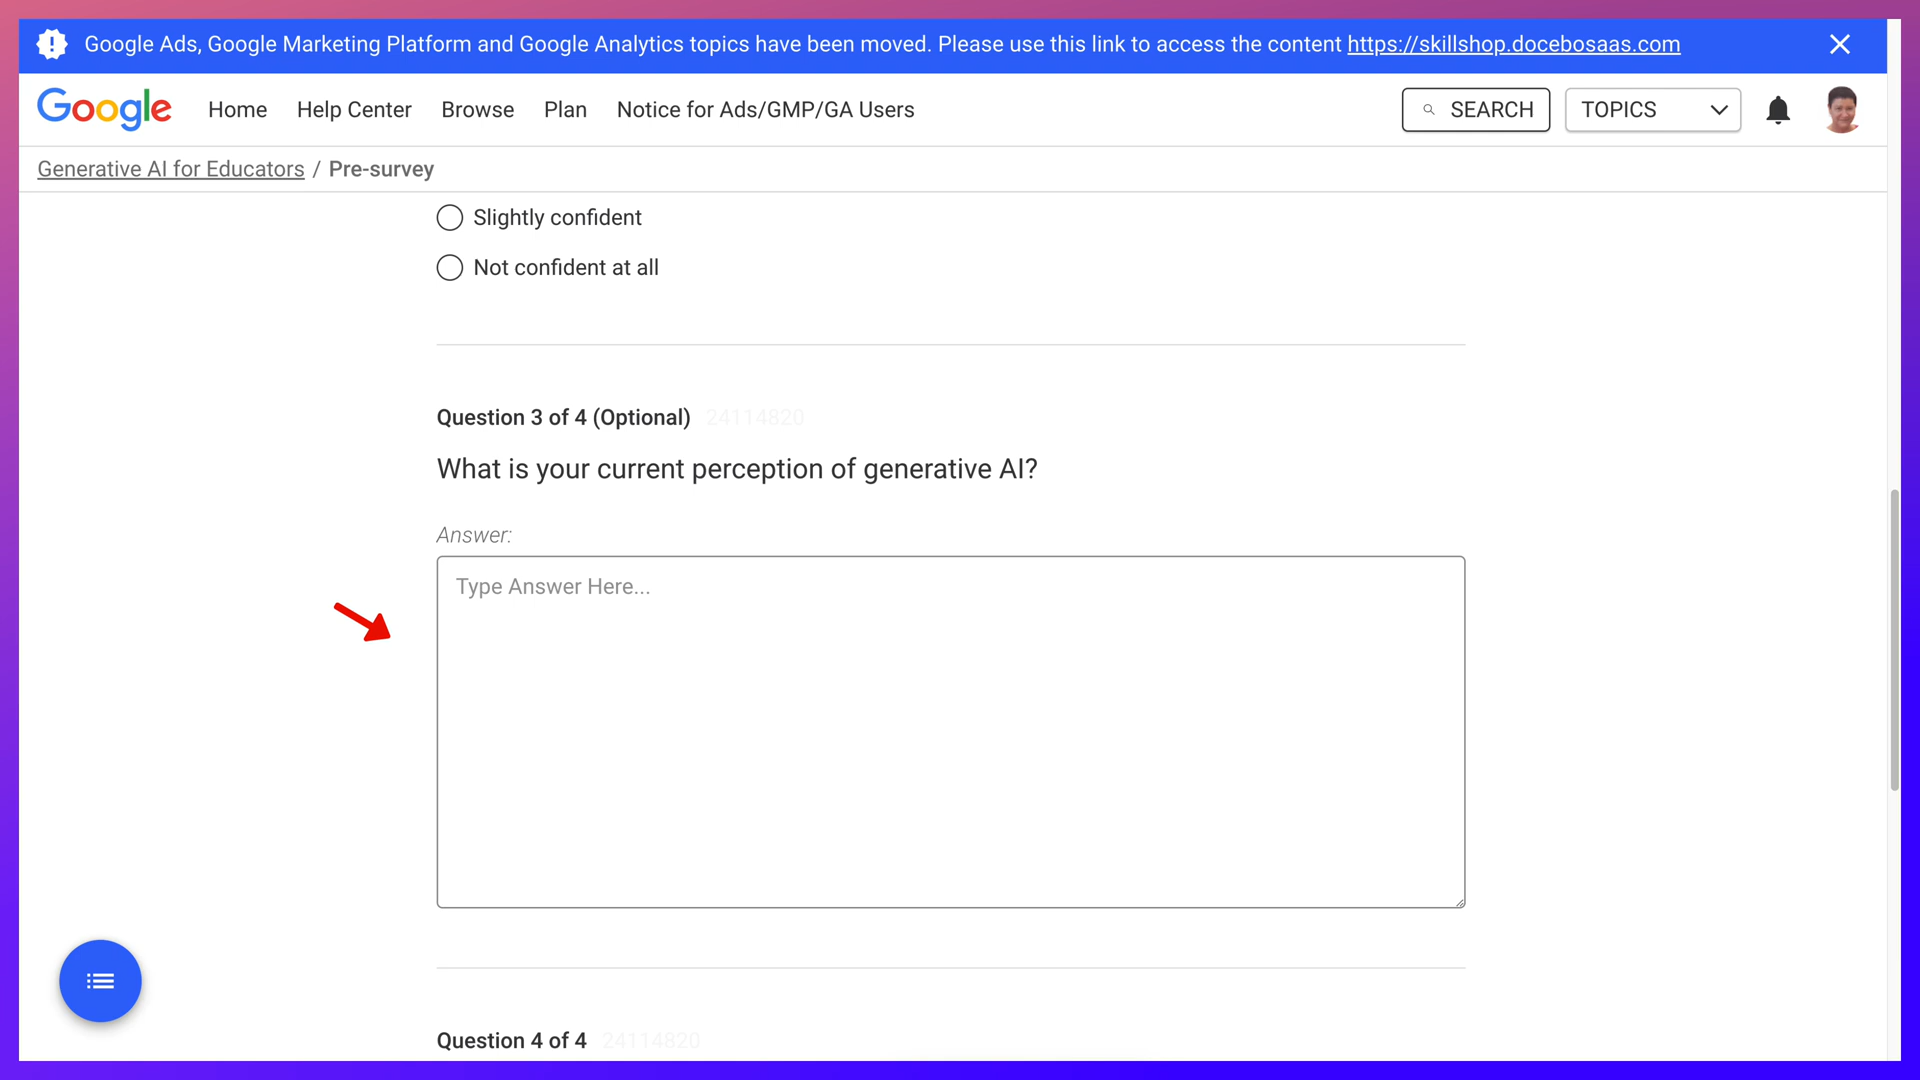 Google Ads, Google Marketing Platform and Google Analytics topics have been moved. Please use this link to access the content https://skillshop.docebosaas.com
Google Home Help Center Browse Plan Notice for Ads/GMP/GA Users SEARCH TOPICS
Generative AI for Educators / Pre-survey
Slightly confident
Not confident at all
Question 3 of 4 (Optional) 24114820
What is your current perception of generative AI?
Answer:
Type Answer Here...
Question 4 of 4 24114820